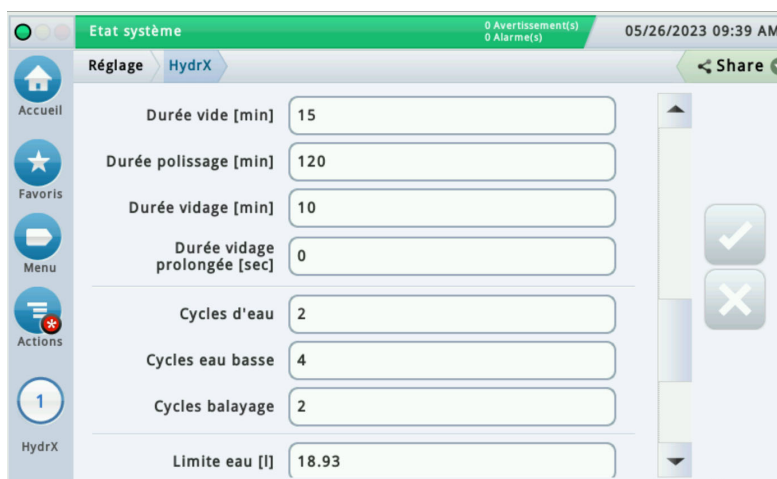 Etat système
0 Avertissement(s)
0 Alarme(s)
05/26/2023 09:39 AM
Réglage
HydrX
Share
Accueil
Durée vide [min]
15
Durée polissage [min]
120
Favoris
Durée vidage [min]
10
Menu
Durée vidage
prolongée [sec]
0
Actions
Cycles d'eau
2
Cycles eau basse
4
1
Cycles balayage
2
HydrX
Limite eau [l]
18.93